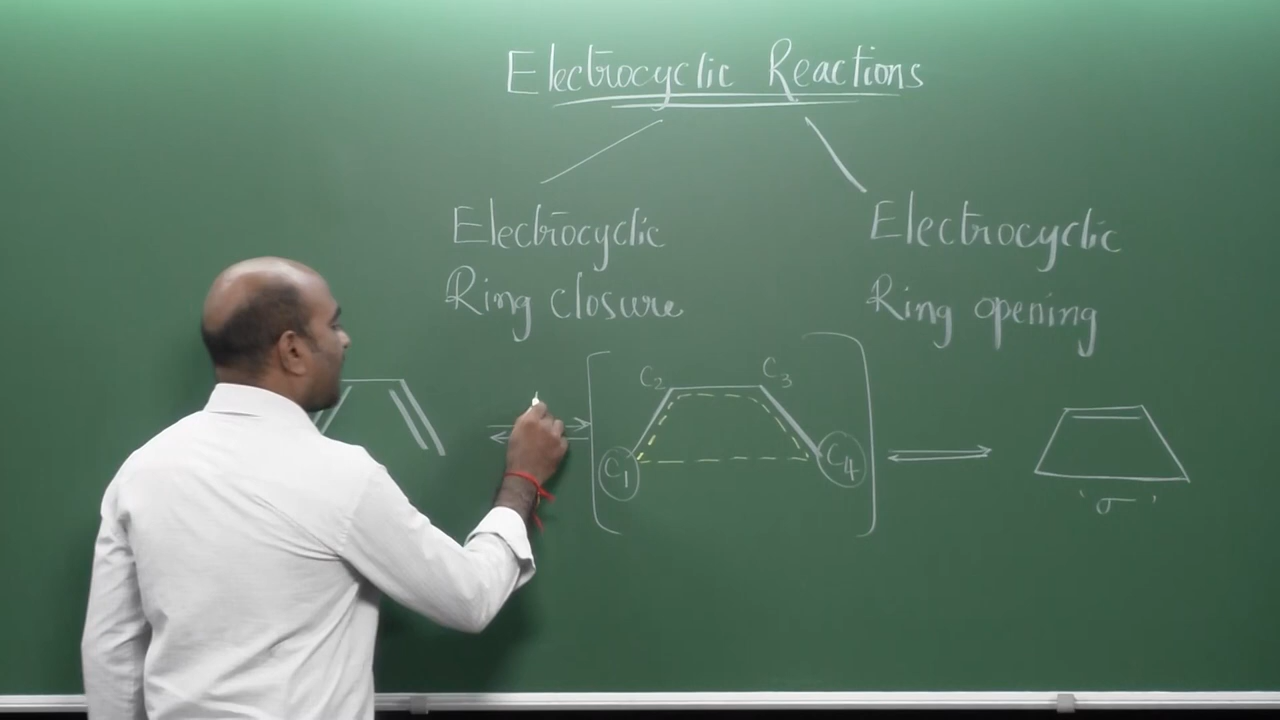 Electrocyclic Reactions
Electrocyclic
Ring closure
Electrocyclic
Ring opening
C2 C3
C1 C4
'σ'